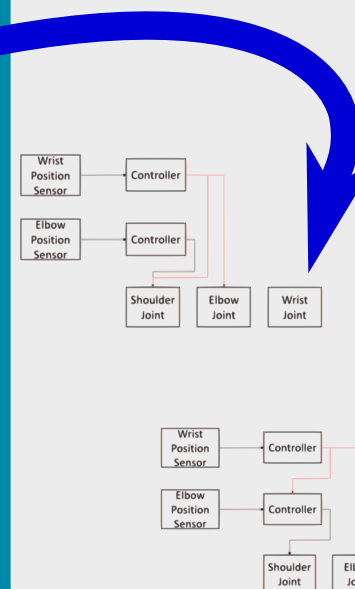 Wrist
Position
Sensor
Controller
Elbow
Position
Sensor
Controller
Shoulder
Joint
Elbow
Joint
Wrist
Joint
Wrist
Position
Sensor
Controller
Elbow
Position
Sensor
Controller
Shoulder
Joint